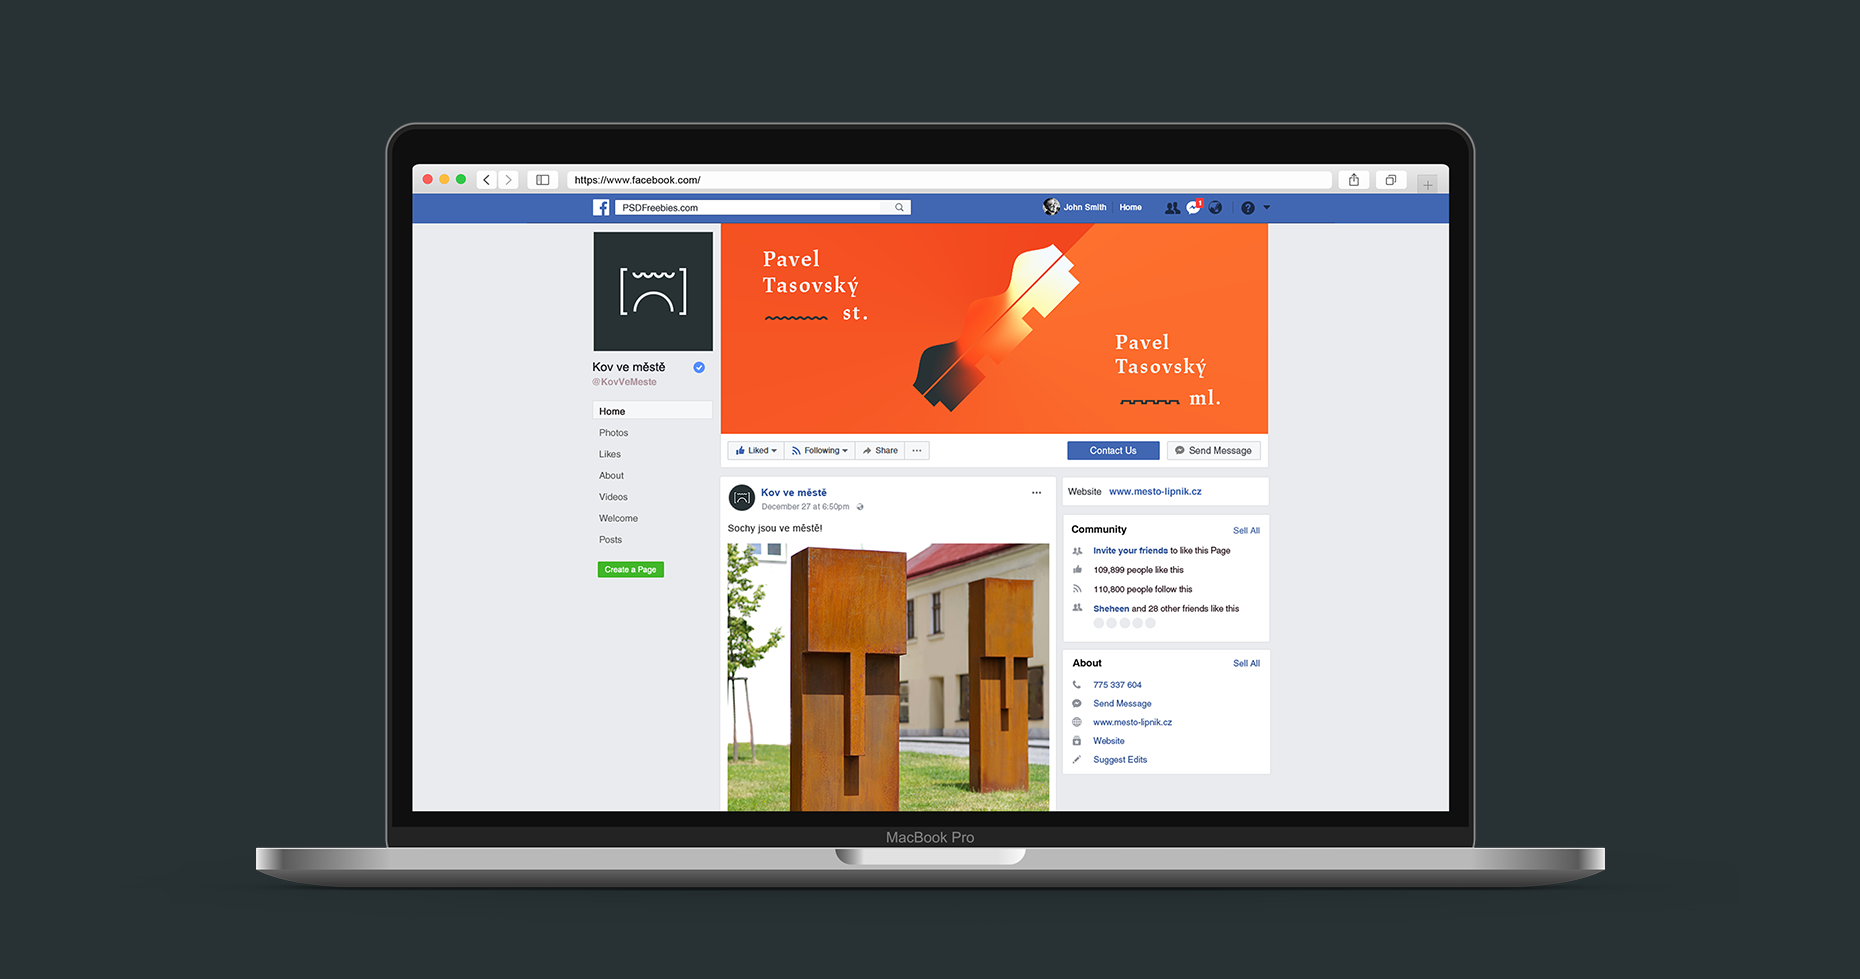 https://www.facebook.com/
PSDFreebies.com
John Smith
Home
1
Kov ve městě
@KovVeMeste
Home
Photos
Likes
About
Videos
Welcome
Posts
Create a Page
Pavel
Tasovský
st.
Pavel
Tasovský
ml.
Liked
Following
Share
Contact Us
Send Message
Kov ve městě
December 27 at 6:50pm
Sochy jsou ve městě!
Website www.mesto-lipnik.cz
Community
Sell All
Invite your friends to like this Page
109,899 people like this
110,800 people follow this
Sheheen and 28 other friends like this
About
Sell All
775 337 604
Send Message
www.mesto-lipnik.cz
Website
Suggest Edits
MacBook Pro